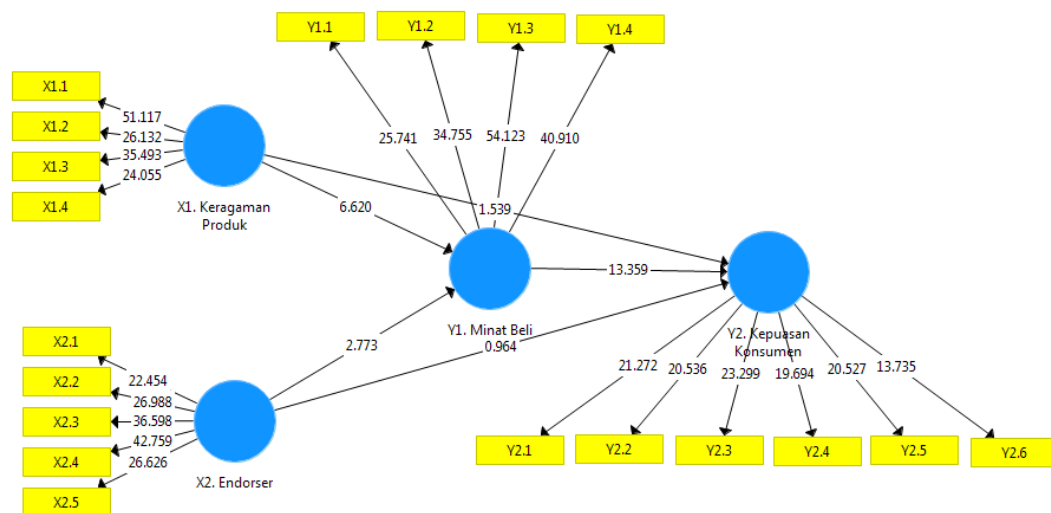 Y1.1
Y1.2
Y1.3
Y1.4
X1.1
X1.2
X1.3
X1.4
51.117
26.132
35.493
24.055
25.741
34.755
54.123
40.910
X1. Keragaman
Produk
6.620
1.539
13.359
Y1. Minat Beli
Y2. Kepuasan
Konsumen
2.773
0.964
X2.1
X2.2
X2.3
X2.4
X2.5
22.454
26.988
36.598
42.759
26.626
X2. Endorser
21.272
20.536
23.299
19.694
20.527
13.735
Y2.1
Y2.2
Y2.3
Y2.4
Y2.5
Y2.6